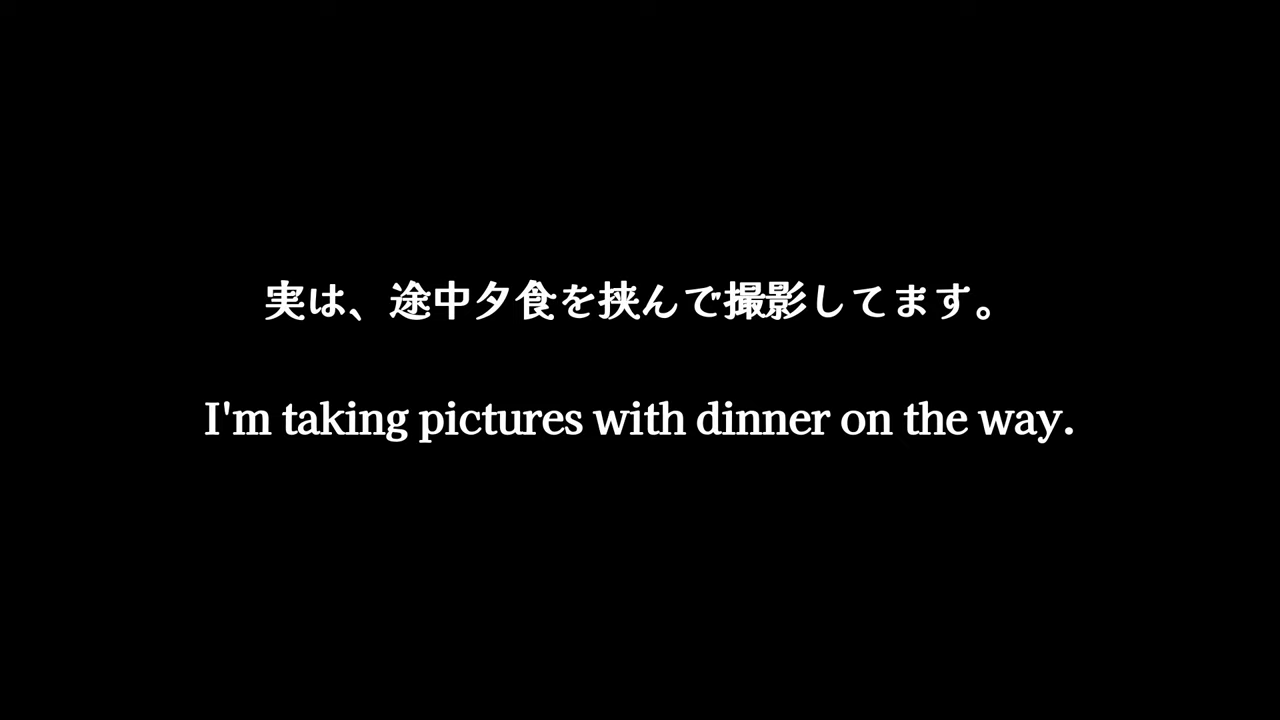 実は、途中夕食を挟んで撮影してます。
I'm taking pictures with dinner on the way.